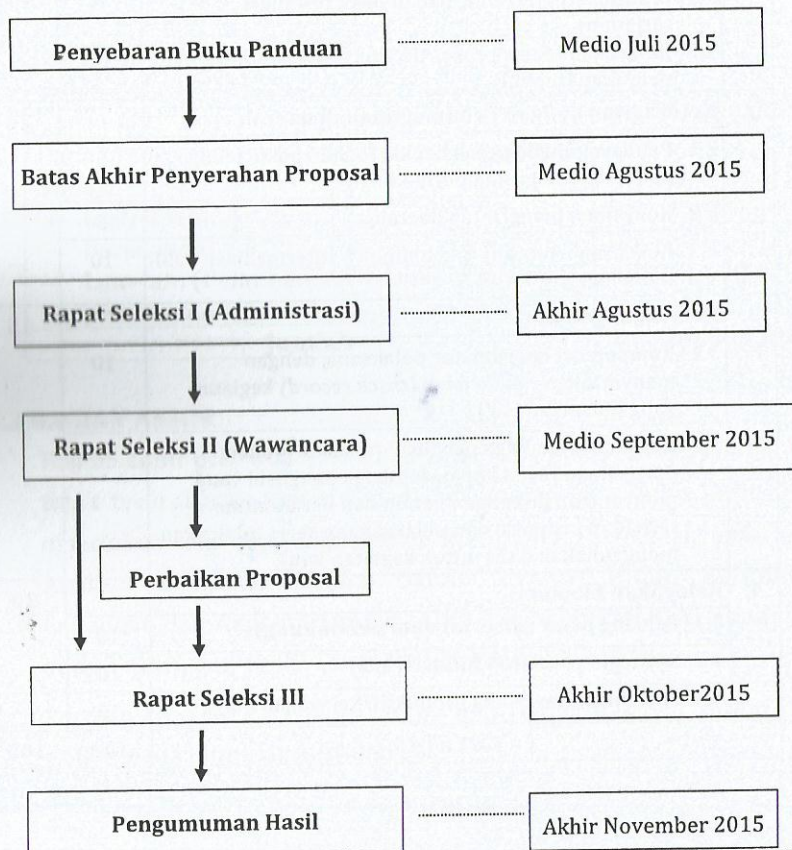 Penyebaran Buku Panduan
Medio Juli 2015
Batas Akhir Penyerahan Proposal
Medio Agustus 2015
Rapat Seleksi I (Administrasi)
Akhir Agustus 2015
Rapat Seleksi II (Wawancara)
Medio September 2015
Perbaikan Proposal
Rapat Seleksi III
Akhir Oktober2015
Pengumuman Hasil
Akhir November 2015